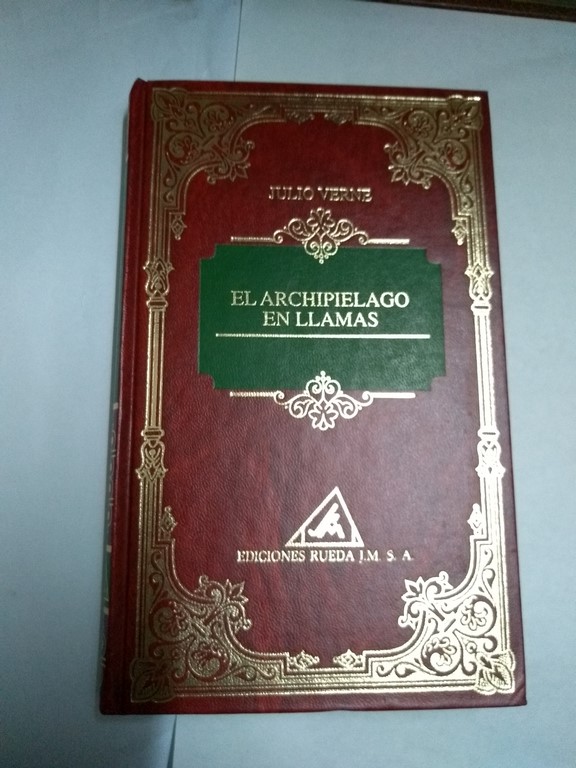 JULIO VERNE
EL ARCHIPIELAGO
EN LLAMAS
EDICIONES RUEDA J.M. S. A.